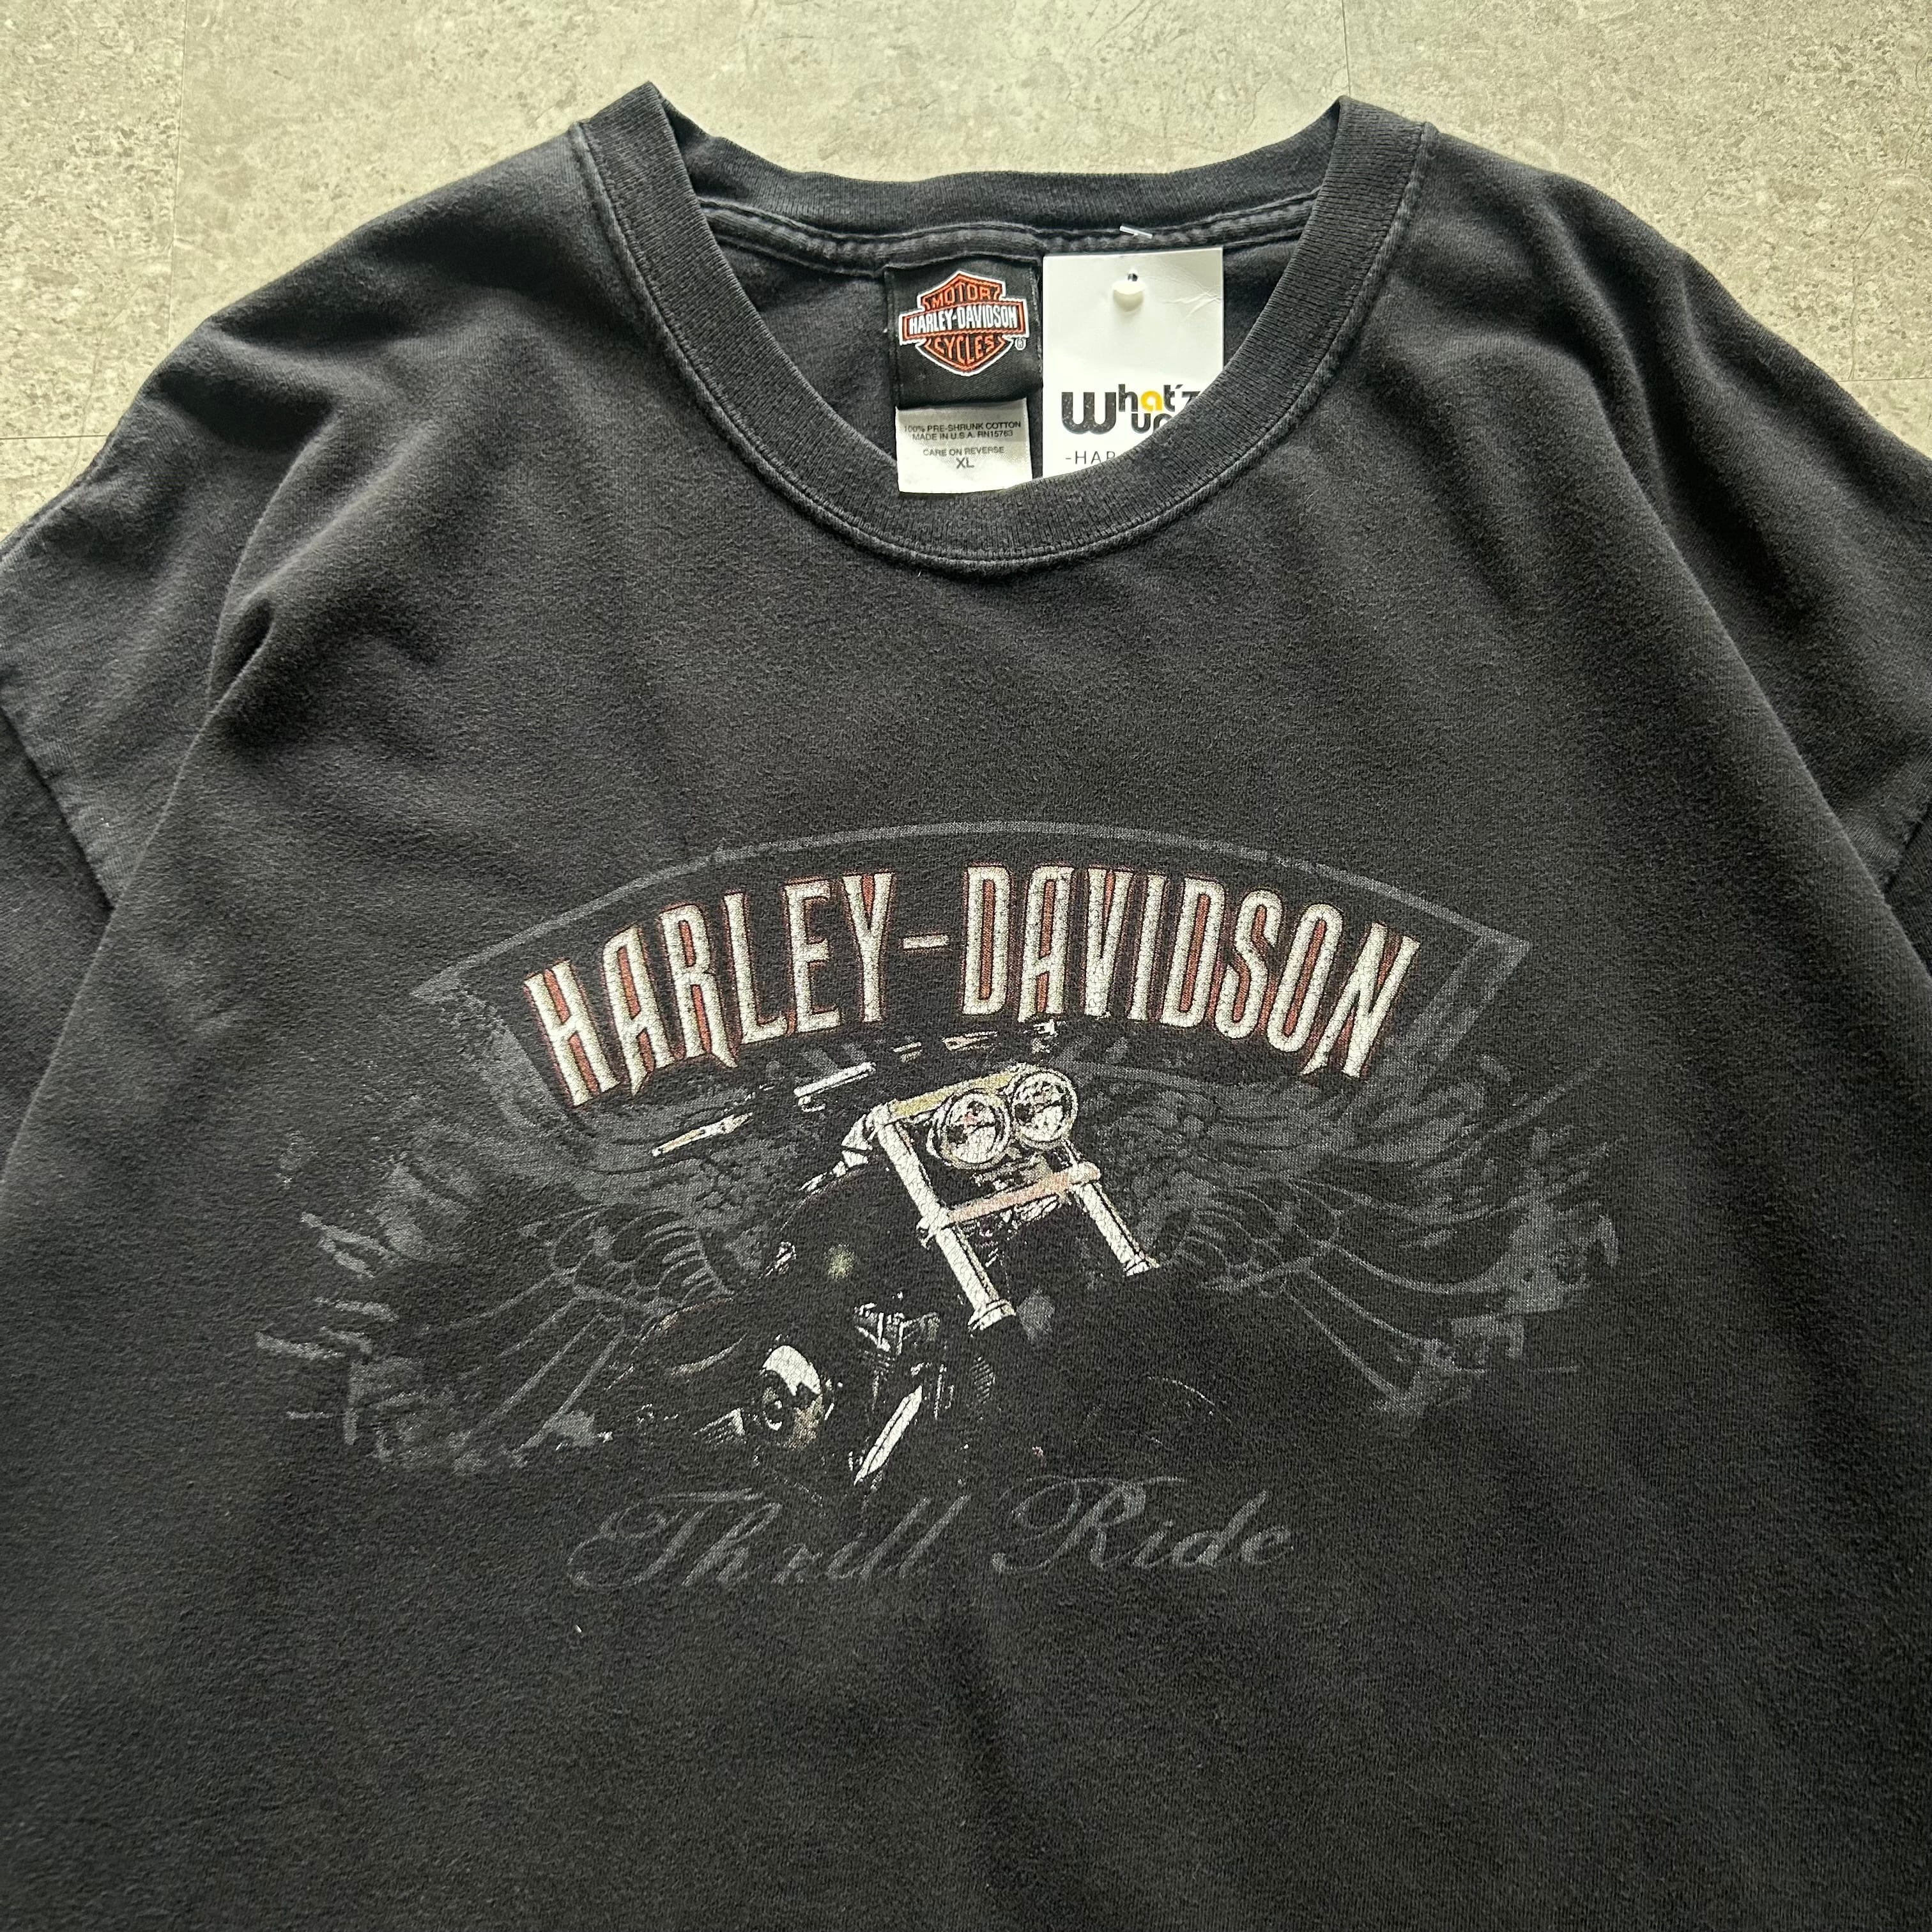 MOTOR
HARLEY-DAVIDSON
CYCLES
®
100% PRE-SHRUNK COTTON
MADE IN U.S.A. RN15763
CARE ON REVERSE
XL
HARLEY-DAVIDSON
Thrill Ride